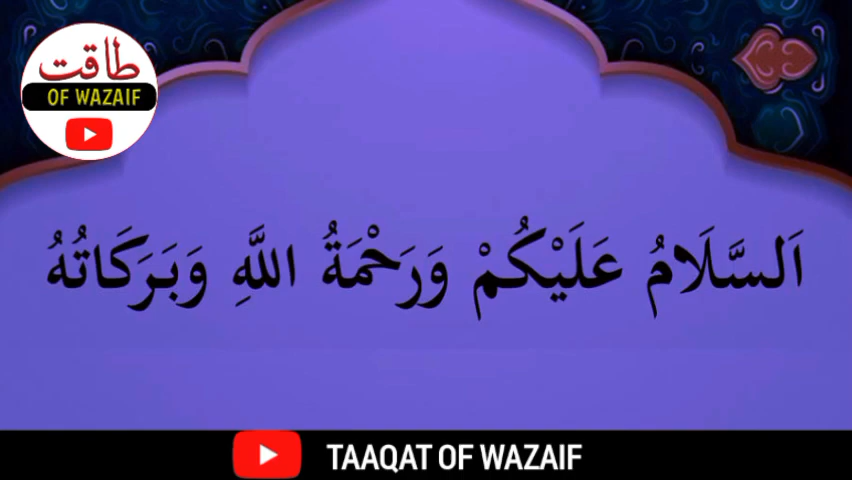 طاقت
OF WAZAIF
اَلسَّلَامُ عَلَيْكُمْ وَرَحْمَةُ اللَّهِ وَبَرَكَاتُهُ
TAAQAT OF WAZAIF